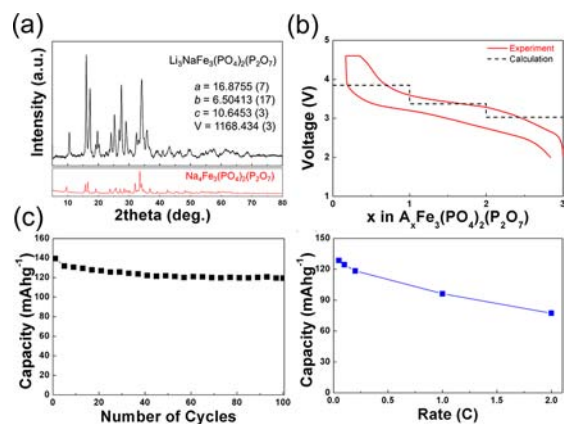 (a)
Li₃NaFe₃(PO₄)₂(P₂O₇)
a = 16.8755 (7)
b = 6.50413 (17)
c = 10.6453 (3)
V = 1168.434 (3)
Intensity (a.u.)
Na₄Fe₃(PO₄)₂(P₂O₇)
10 20 30 40 50 60 70 80
2theta (deg.)
(b)
Experiment
Calculation
5
4
3
2
1
0
Voltage (V)
0 1 2 3
x in AₓFe₃(PO₄)₂(P₂O₇)
(c)
160
140
120
100
80
60
40
20
0
Capacity (mAhg⁻¹)
0 20 40 60 80 100
Number of Cycles
150
120
90
60
30
0
Capacity (mAhg⁻¹)
0.0 0.5 1.0 1.5 2.0
Rate (C)